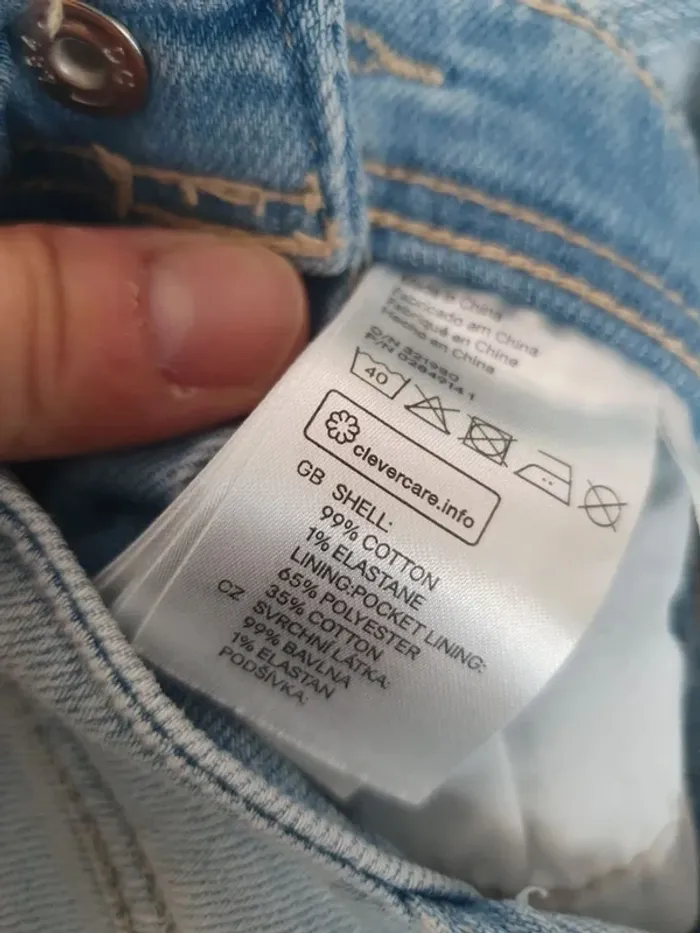 Made in China
Fabricado em China
Fabriqué en China
Hecho en China
O/N 321980
40
clevercare.info
GB SHELL:
99% COTTON
1% ELASTANE
LINING:POCKET LINING:
65% POLYESTER
35% COTTON
CZ SVRCHNÍ LÁTKA:
99% BAVLNA
1% ELASTAN
PODŠÍVKA: